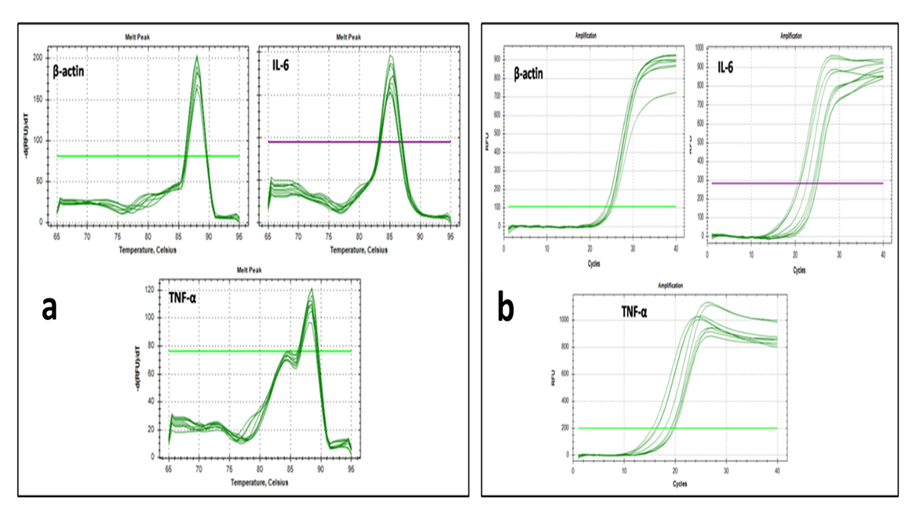 Melt Peak
β-actin
-d(RFU)/dT
200
150
100
50
0
65 70 75 80 85 90 95
Temperature, Celsius
Melt Peak
IL-6
65 70 75 80 85 90 95
Temperature, Celsius
Melt Peak
TNF-α
-d(RFU)/dT
120
100
80
60
40
20
0
65 70 75 80 85 90 95
Temperature, Celsius
a
Amplification
β-actin
RFU
900
800
700
600
500
400
300
200
100
0
0 10 20 30 40
Cycles
Amplification
IL-6
RFU
1000
900
800
700
600
500
400
300
200
100
0
0 10 20 30 40
Cycles
Amplification
TNF-α
RFU
1000
800
600
400
200
0
0 10 20 30 40
Cycles
b